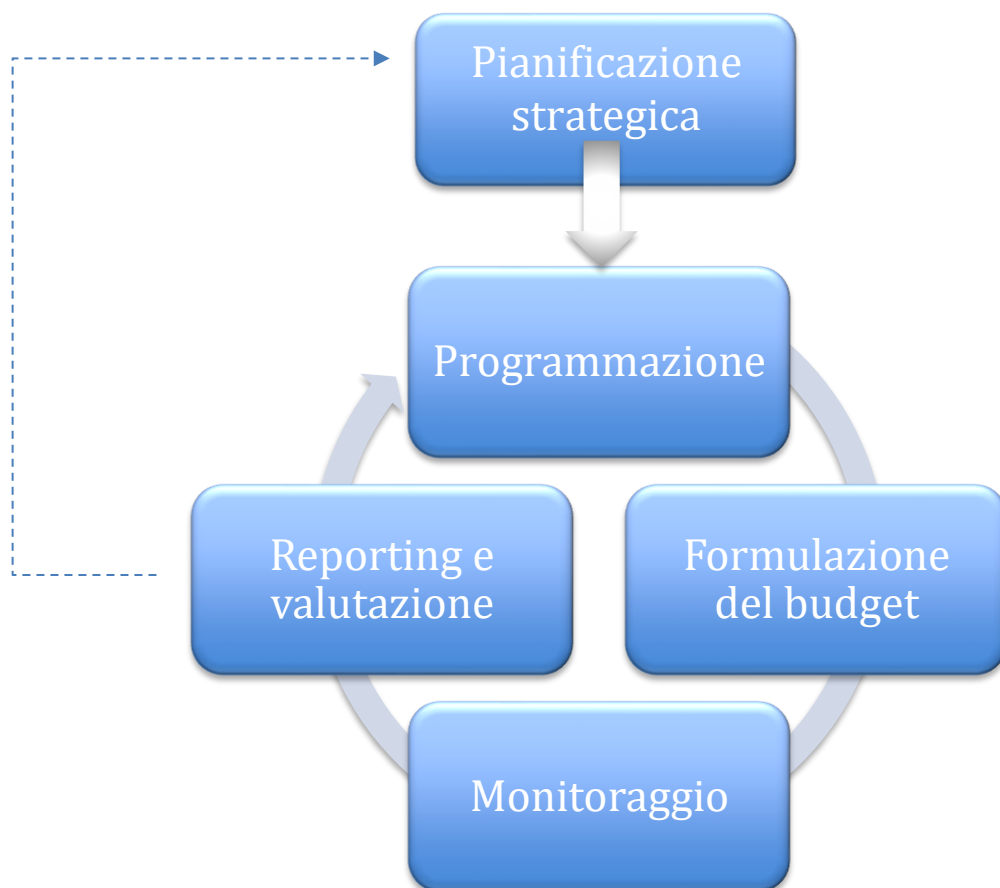 Pianificazione
strategica
Programmazione
Reporting e
valutazione
Formulazione
del budget
Monitoraggio